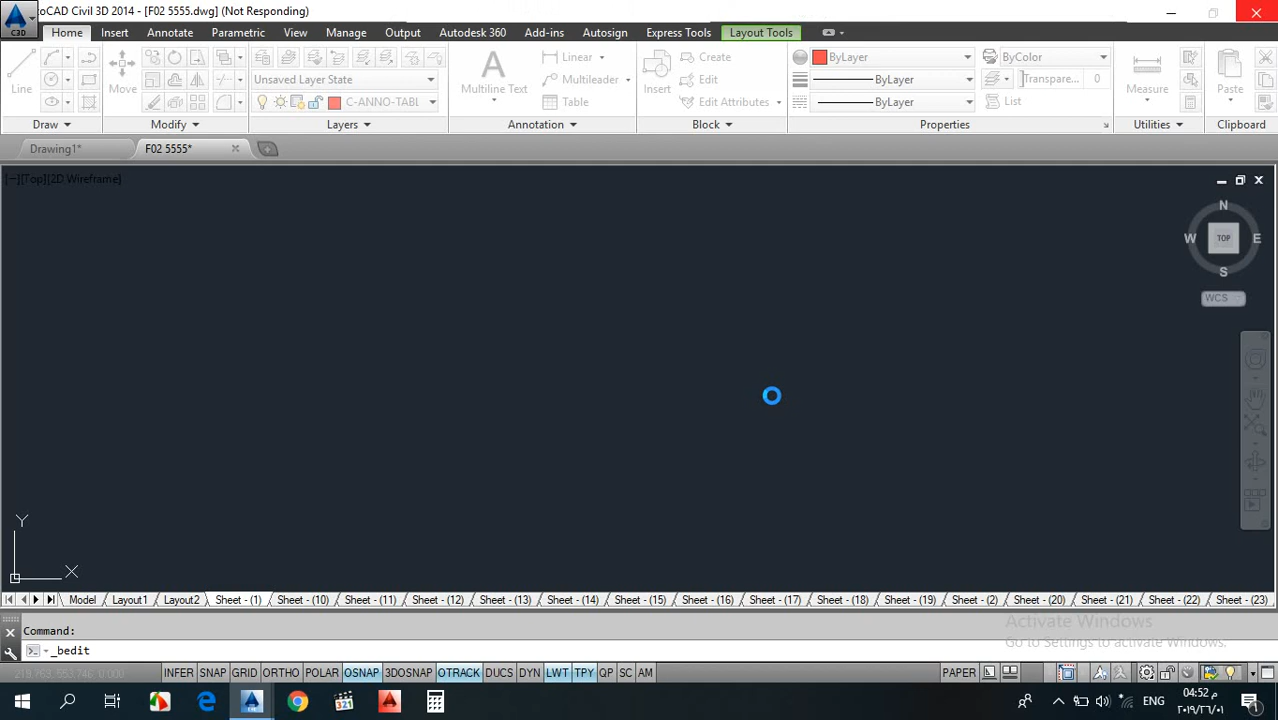 oCAD Civil 3D 2014 - [F02 5555.dwg] (Not Responding)
C3D
Home Insert Annotate Parametric View Manage Output Autodesk 360 Add-ins Autosign Express Tools Layout Tools
Linear Create ByLayer ByColor
Unsaved Layer State Multileader Edit ByLayer Transpare... 0
Line Move Multiline Text Insert Measure Paste
C-ANNO-TABL Table Edit Attributes ByLayer List
Draw Modify Layers Annotation Block Properties Utilities Clipboard
Drawing1* F02 5555*
[−][Top][2D Wireframe]
N
W TOP E
S
WCS
Y
X
Model Layout1 Layout2 Sheet - (1) Sheet - (10) Sheet - (11) Sheet - (12) Sheet - (13) Sheet - (14) Sheet - (15) Sheet - (16) Sheet - (17) Sheet - (18) Sheet - (19) Sheet - (2) Sheet - (20) Sheet - (21) Sheet - (22) Sheet - (23)
Activate Windows
Command:
Go to Settings to activate Windows.
_bedit
INFER SNAP GRID ORTHO POLAR OSNAP 3DOSNAP OTRACK DUCS DYN LWT TPY QP SC AM PAPER
321
ENG
04:52 م
٢٠١٩/٢٦/٠١
1